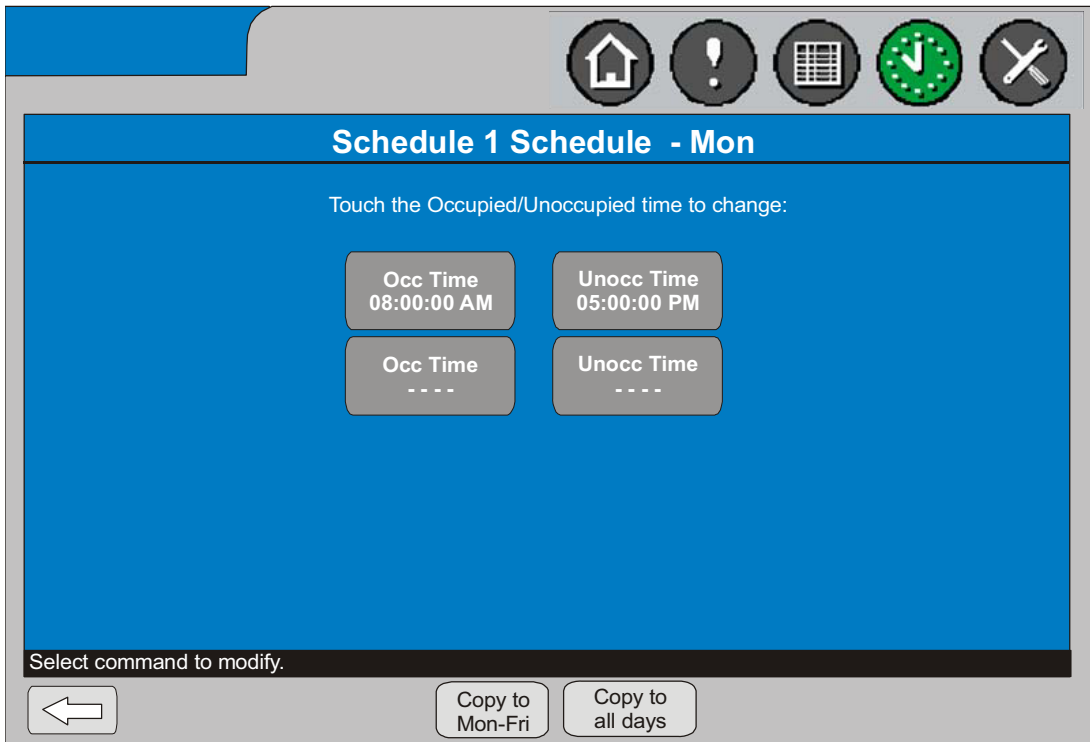 Schedule 1 Schedule - Mon
Touch the Occupied/Unoccupied time to change:
Occ Time
08:00:00 AM
Unocc Time
05:00:00 PM
Occ Time
- - - -
Unocc Time
- - - -
Select command to modify.
Copy to
Mon-Fri
Copy to
all days